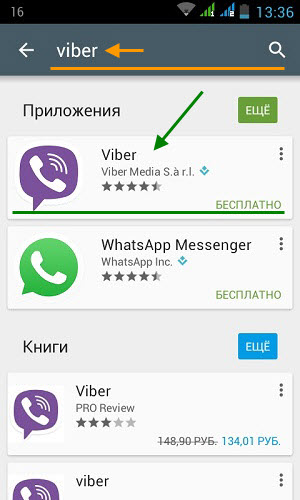 16
13:36
viber
Приложения
ЕЩЁ
Viber
Viber Media S.à r.l.
БЕСПЛАТНО
WhatsApp Messenger
WhatsApp Inc.
БЕСПЛАТНО
Книги
ЕЩЁ
Viber
PRO Review
148,90 РУБ. 134,01 РУБ.
viber